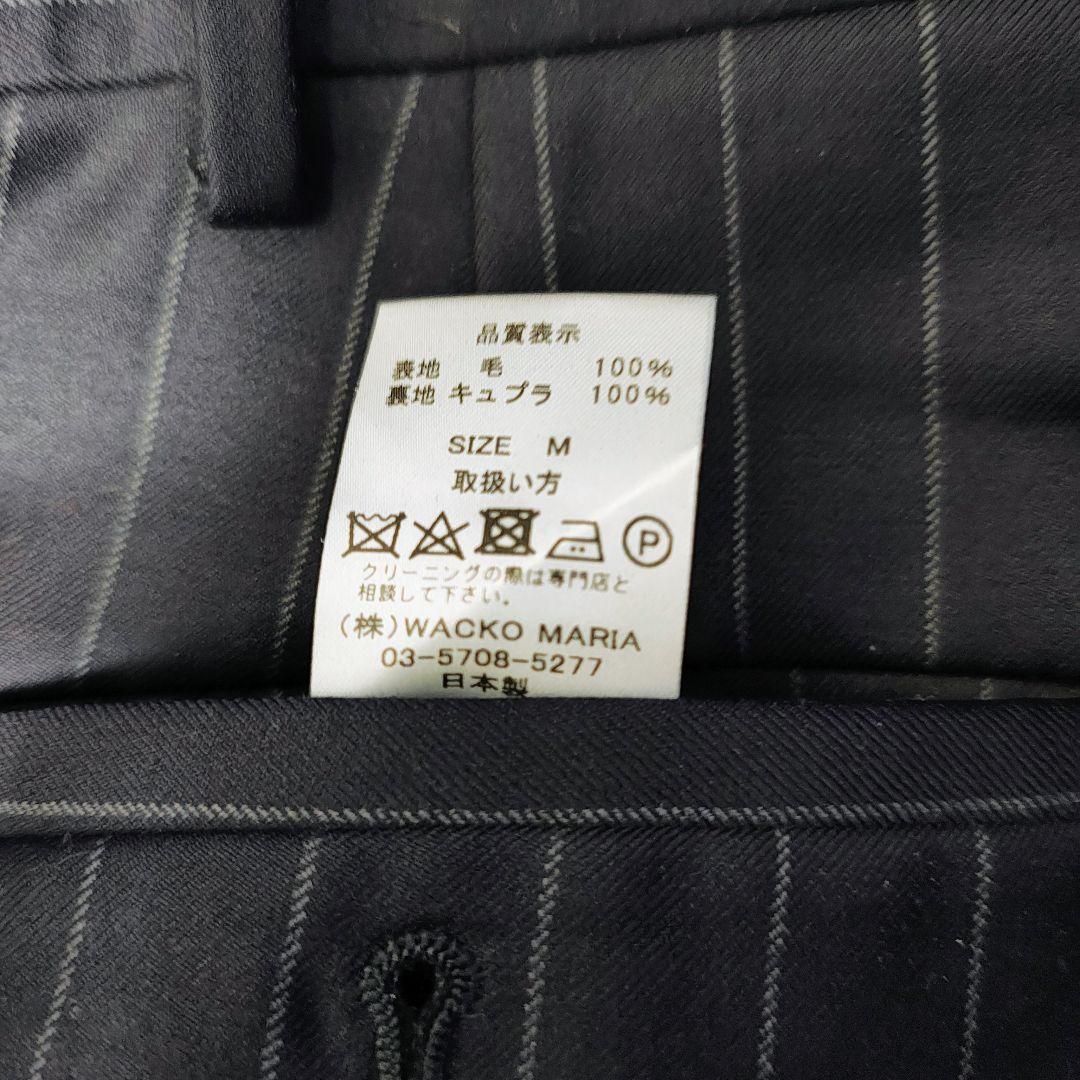 品質表示
表地 毛 100%
裏地 キュプラ 100%
SIZE M
取扱い方
P
クリーニングの際は専門店と
相談して下さい。
(株)WACKO MARIA
03-5708-5277
日本製